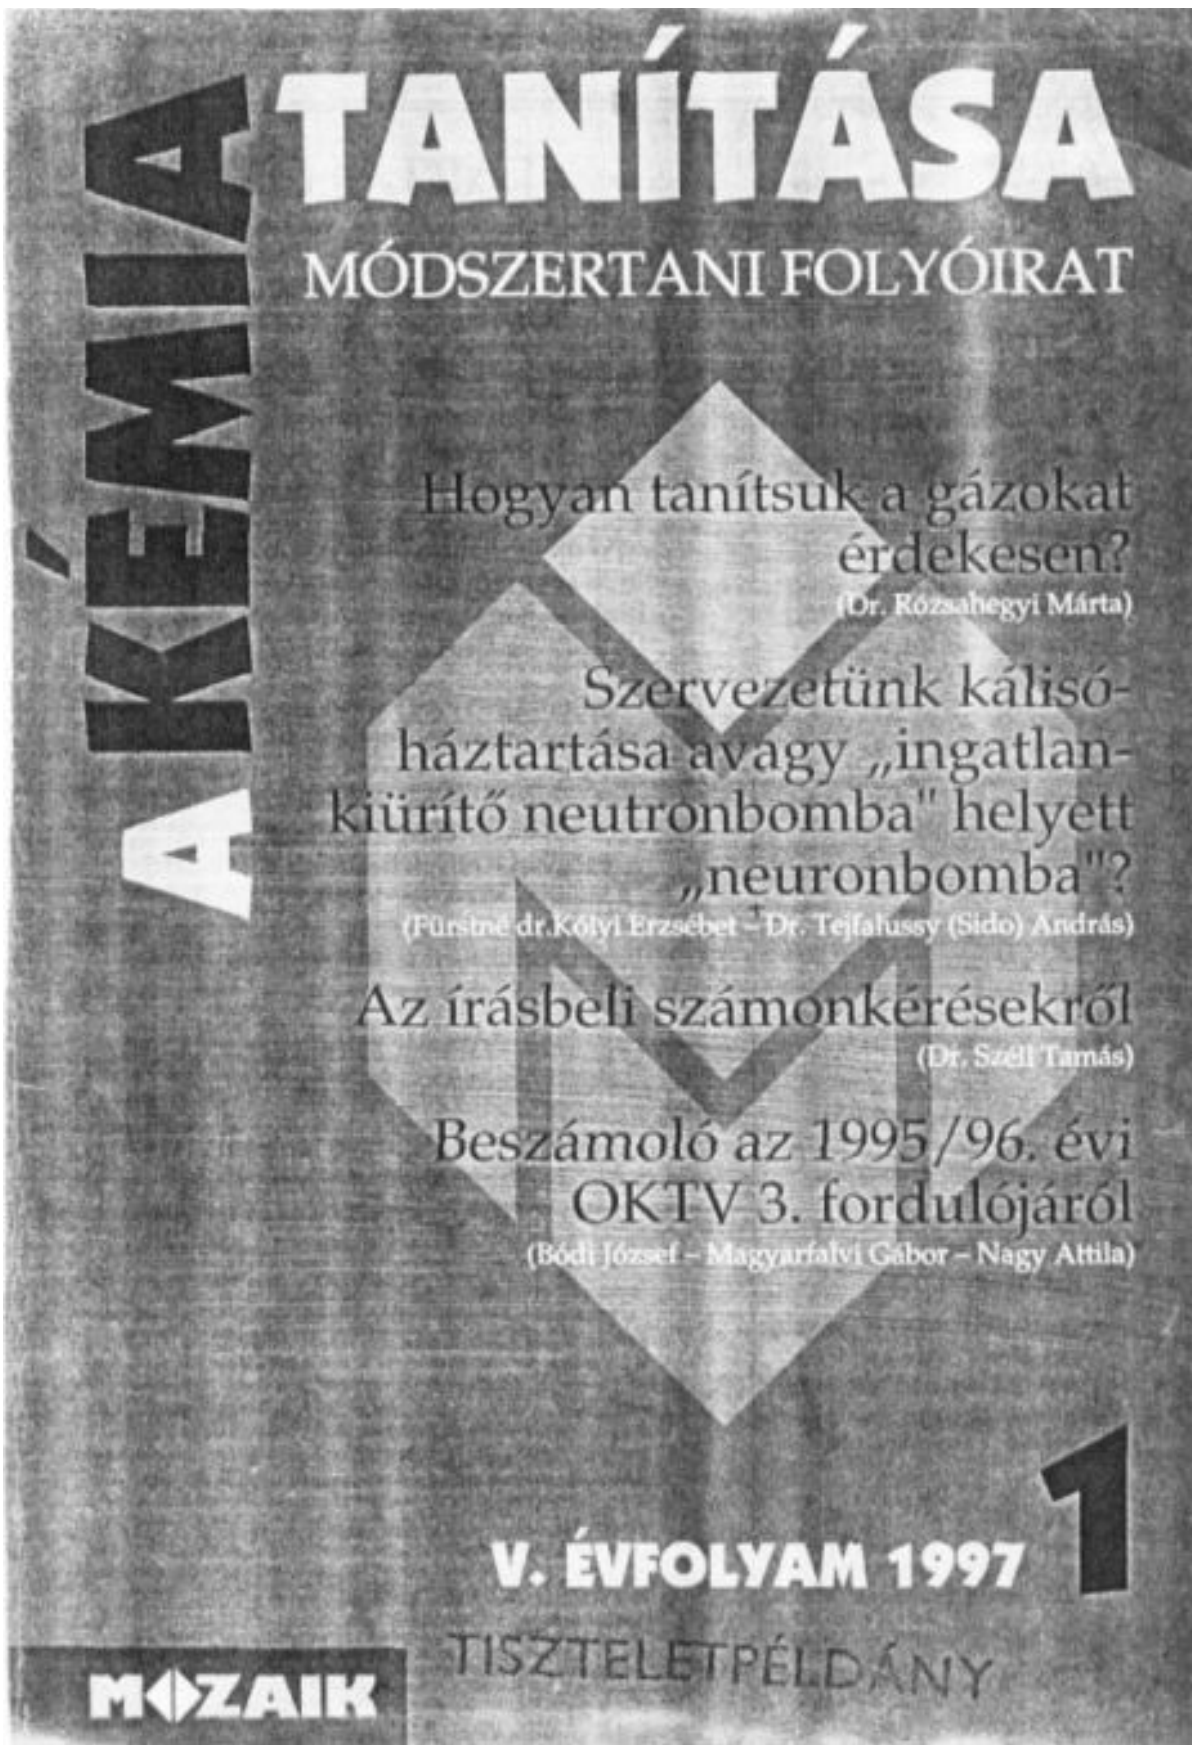 A KÉMIA
TANÍTÁSA
MÓDSZERTANI FOLYÓIRAT
Hogyan tanítsuk a gázokat
érdekesen?
(Dr. Rózsahegyi Márta)
Szervezetünk kálisó-
háztartása avagy „ingatlan-
kiürítő neutronbomba" helyett
„neuronbomba"?
(Fürstné dr.Kólyi Erzsébet – Dr. Tejfalussy (Sido) András)
Az írásbeli számonkérésekről
(Dr. Széll Tamás)
Beszámoló az 1995/96. évi
OKTV 3. fordulójáról
(Bódi József – Magyarfalvi Gábor – Nagy Attila)
1
V. ÉVFOLYAM 1997
TISZTELETPÉLDÁNY
MOZAIK